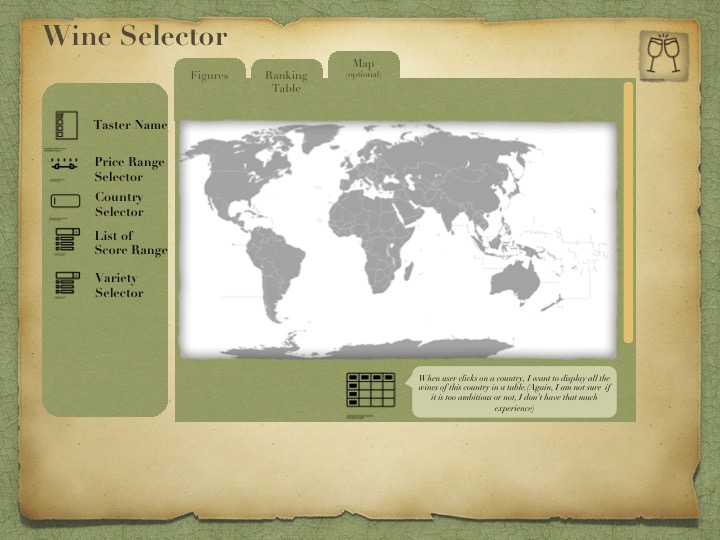 Wine Selector
Figures
Ranking
Table
Map
(optional)
Taster Name
Price Range
Selector
Country
Selector
List of
Score Range
Variety
Selector
When user clicks on a country, I want to display all the
wines of this country in a table.(Again, I am not sure if
it is too ambitious or not, I don't have that much
experience)